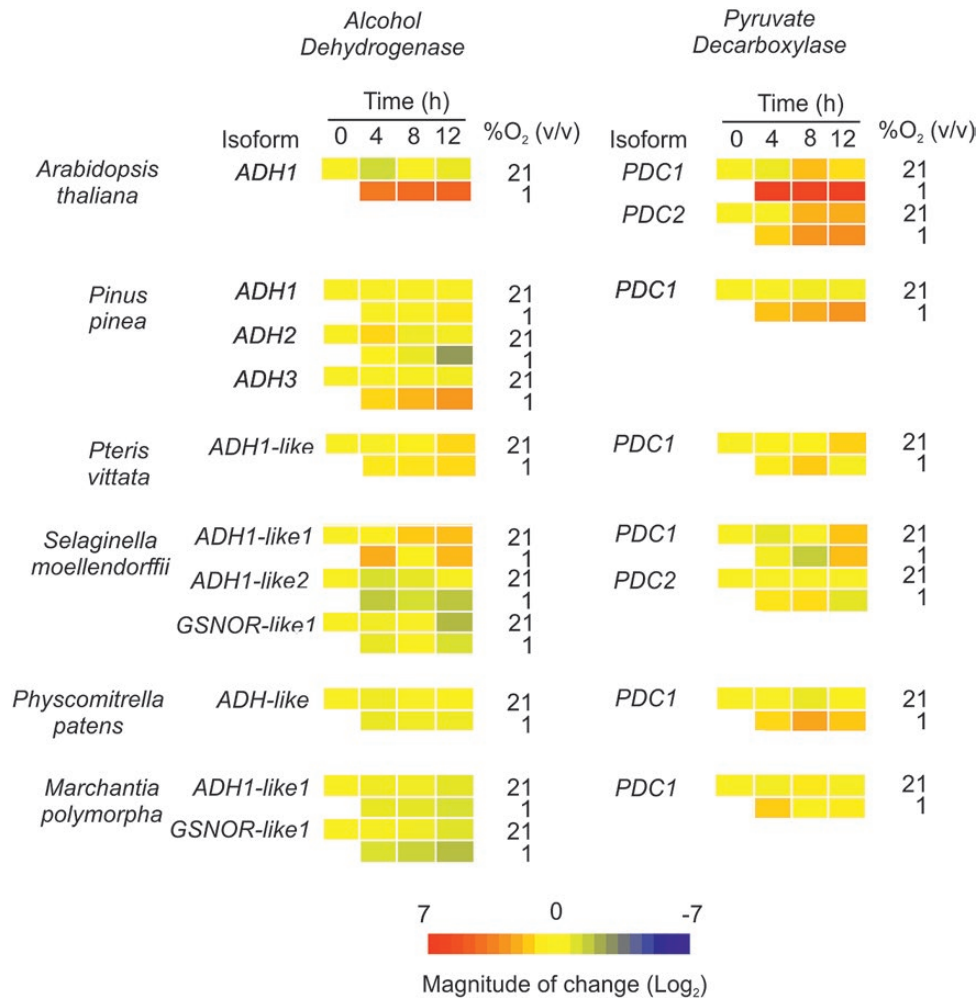 Alcohol
Dehydrogenase
Pyruvate
Decarboxylase
Time (h)
Time (h)
Isoform 0 4 8 12 %O₂ (v/v)
Isoform 0 4 8 12 %O₂ (v/v)
Arabidopsis
thaliana
ADH1 21
1
PDC1 21
1
PDC2 21
1
Pinus
pinea
ADH1 21
1
ADH2 21
1
ADH3 21
1
PDC1 21
1
Pteris
vittata
ADH1-like 21
1
PDC1 21
1
Selaginella
moellendorffii
ADH1-like1 21
1
ADH1-like2 21
1
GSNOR-like1 21
1
PDC1 21
1
PDC2 21
1
Physcomitrella
patens
ADH-like 21
1
PDC1 21
1
Marchantia
polymorpha
ADH1-like1 21
1
GSNOR-like1 21
1
PDC1 21
1
7 0 -7
Magnitude of change (Log₂)